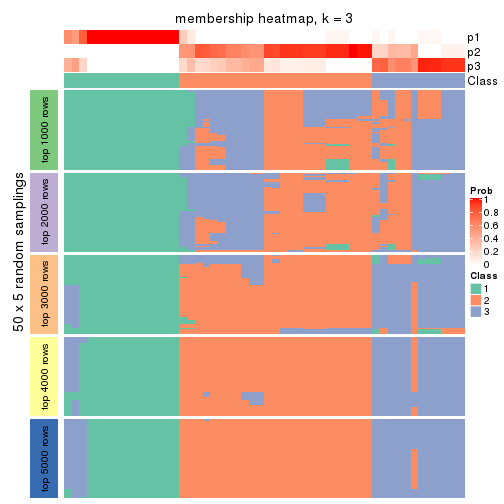 membership heatmap, k = 3
p1
p2
p3
Class
top 1000 rows
top 2000 rows
top 3000 rows
top 4000 rows
top 5000 rows
50 x 5 random samplings
Prob
1
0.8
0.6
0.4
0.2
0
Class
1
2
3